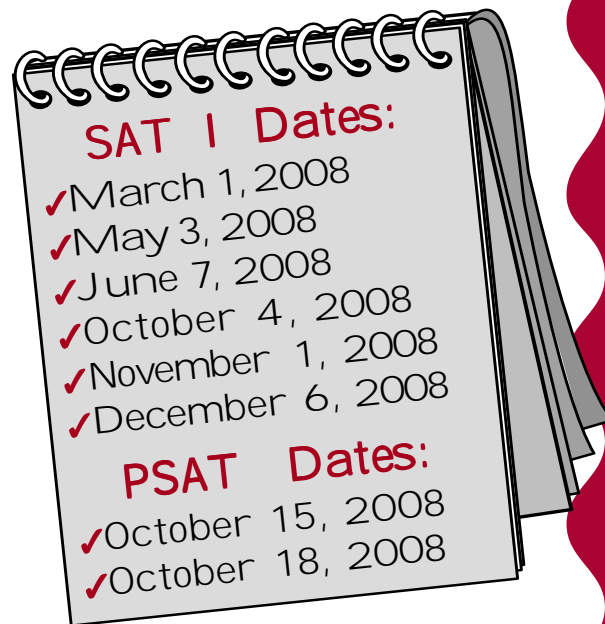 SAT I Dates:
✓March 1, 2008
✓May 3, 2008
✓June 7, 2008
✓October 4, 2008
✓November 1, 2008
✓December 6, 2008
PSAT Dates:
✓October 15, 2008
✓October 18, 2008